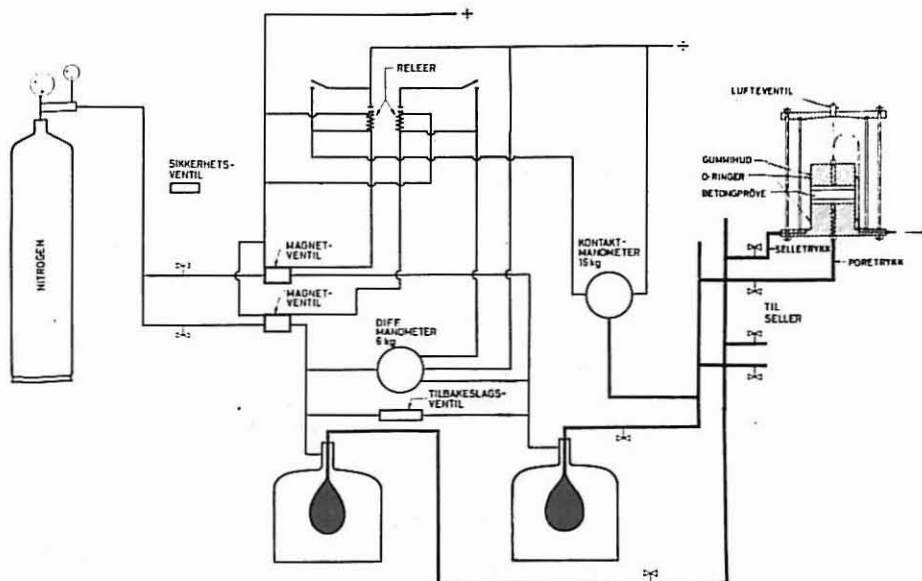 +
÷
RELEER
LUFTEVENTIL
SIKKERHETS-
VENTIL
GUMMIHUD
O-RINGER
BETONGPRÖVE
NITROGEN
MAGNET-
VENTIL
KONTAKT-
MANOMETER
15 kg
SELLETRYKK
PORETRYKK
MAGNET-
VENTIL
TIL
SELLER
DIFF
MANOMETER
6 kg
TILBAKESLAGS-
VENTIL